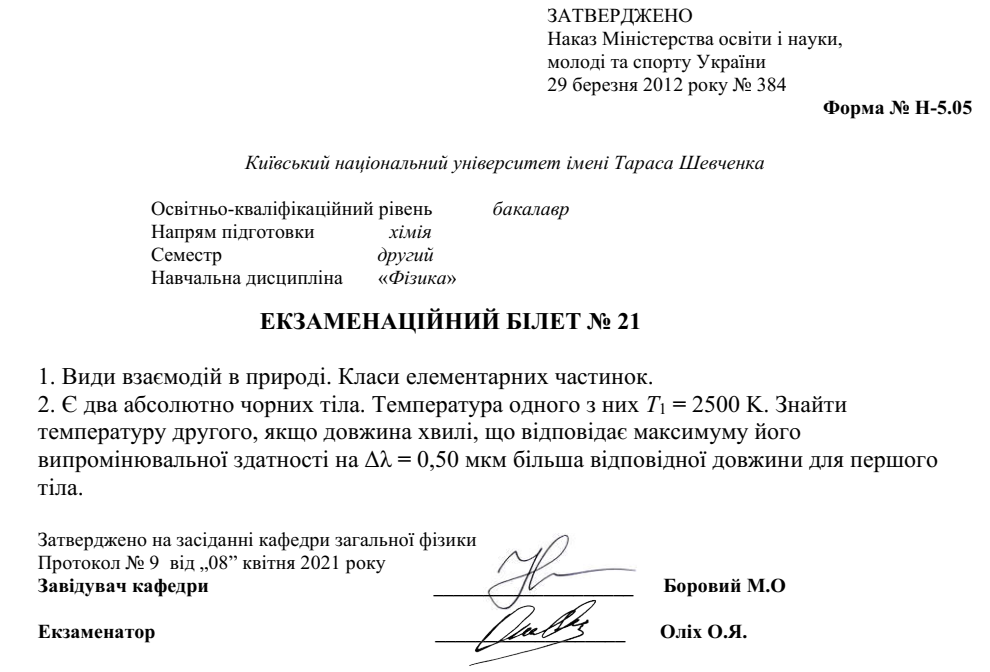 ЗАТВЕРДЖЕНО
Наказ Міністерства освіти і науки,
молоді та спорту України
29 березня 2012 року № 384
Форма № Н-5.05
Київський національний університет імені Тараса Шевченка
Освітньо-кваліфікаційний рівень бакалавр
Напрям підготовки хімія
Семестр другий
Навчальна дисципліна «Фізика»
ЕКЗАМЕНАЦІЙНИЙ БІЛЕТ № 21
1. Види взаємодій в природі. Класи елементарних частинок.
2. Є два абсолютно чорних тіла. Температура одного з них T1 = 2500 K. Знайти
температуру другого, якщо довжина хвилі, що відповідає максимуму його
випромінювальної здатності на Δλ = 0,50 мкм більша відповідної довжини для першого
тіла.
Затверджено на засіданні кафедри загальної фізики
Протокол № 9 від „08” квітня 2021 року
Завідувач кафедри Боровий М.О
Екзаменатор Оліх О.Я.